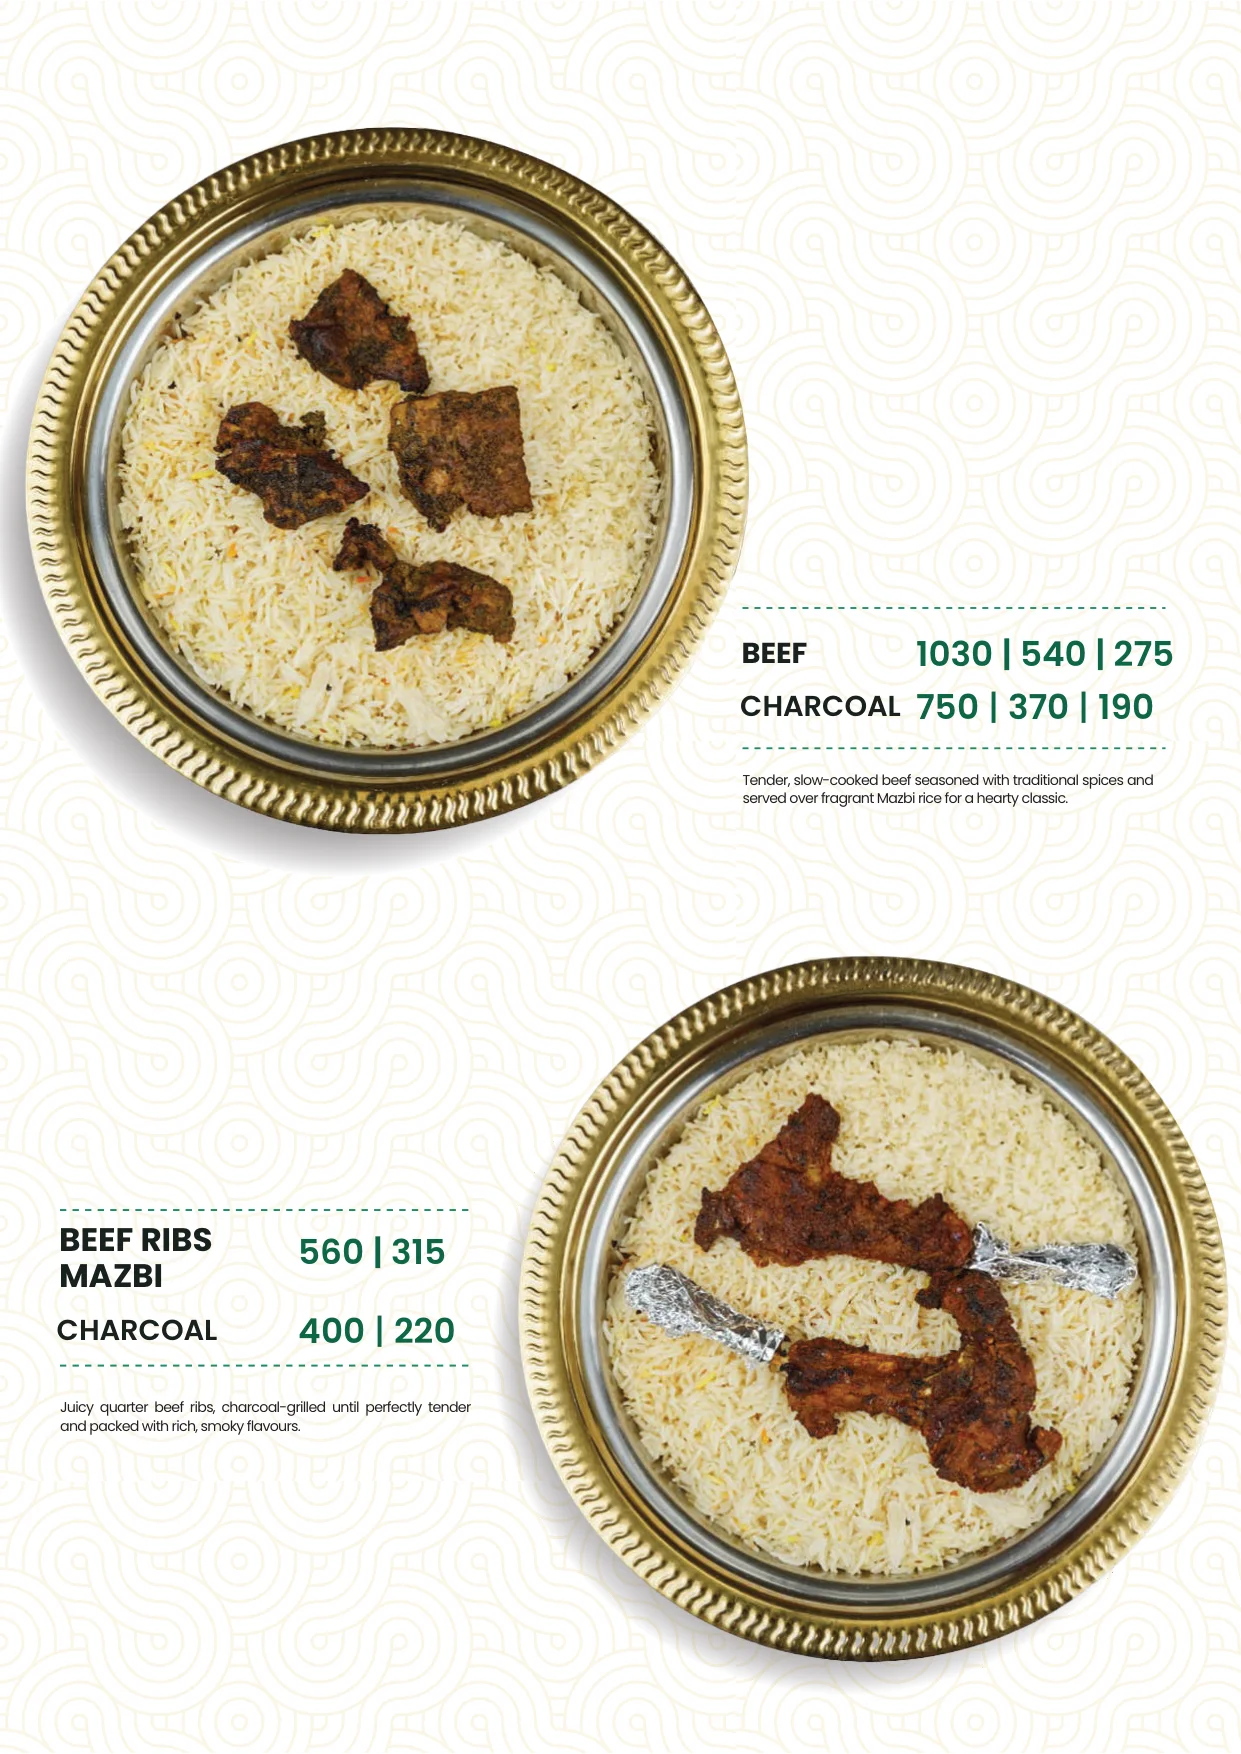 BEEF 1030 | 540 | 275
CHARCOAL 750 | 370 | 190
Tender, slow-cooked beef seasoned with traditional spices and
served over fragrant Mazbi rice for a hearty classic.
BEEF RIBS
MAZBI
560 | 315
CHARCOAL 400 | 220
Juicy quarter beef ribs, charcoal-grilled until perfectly tender
and packed with rich, smoky flavours.